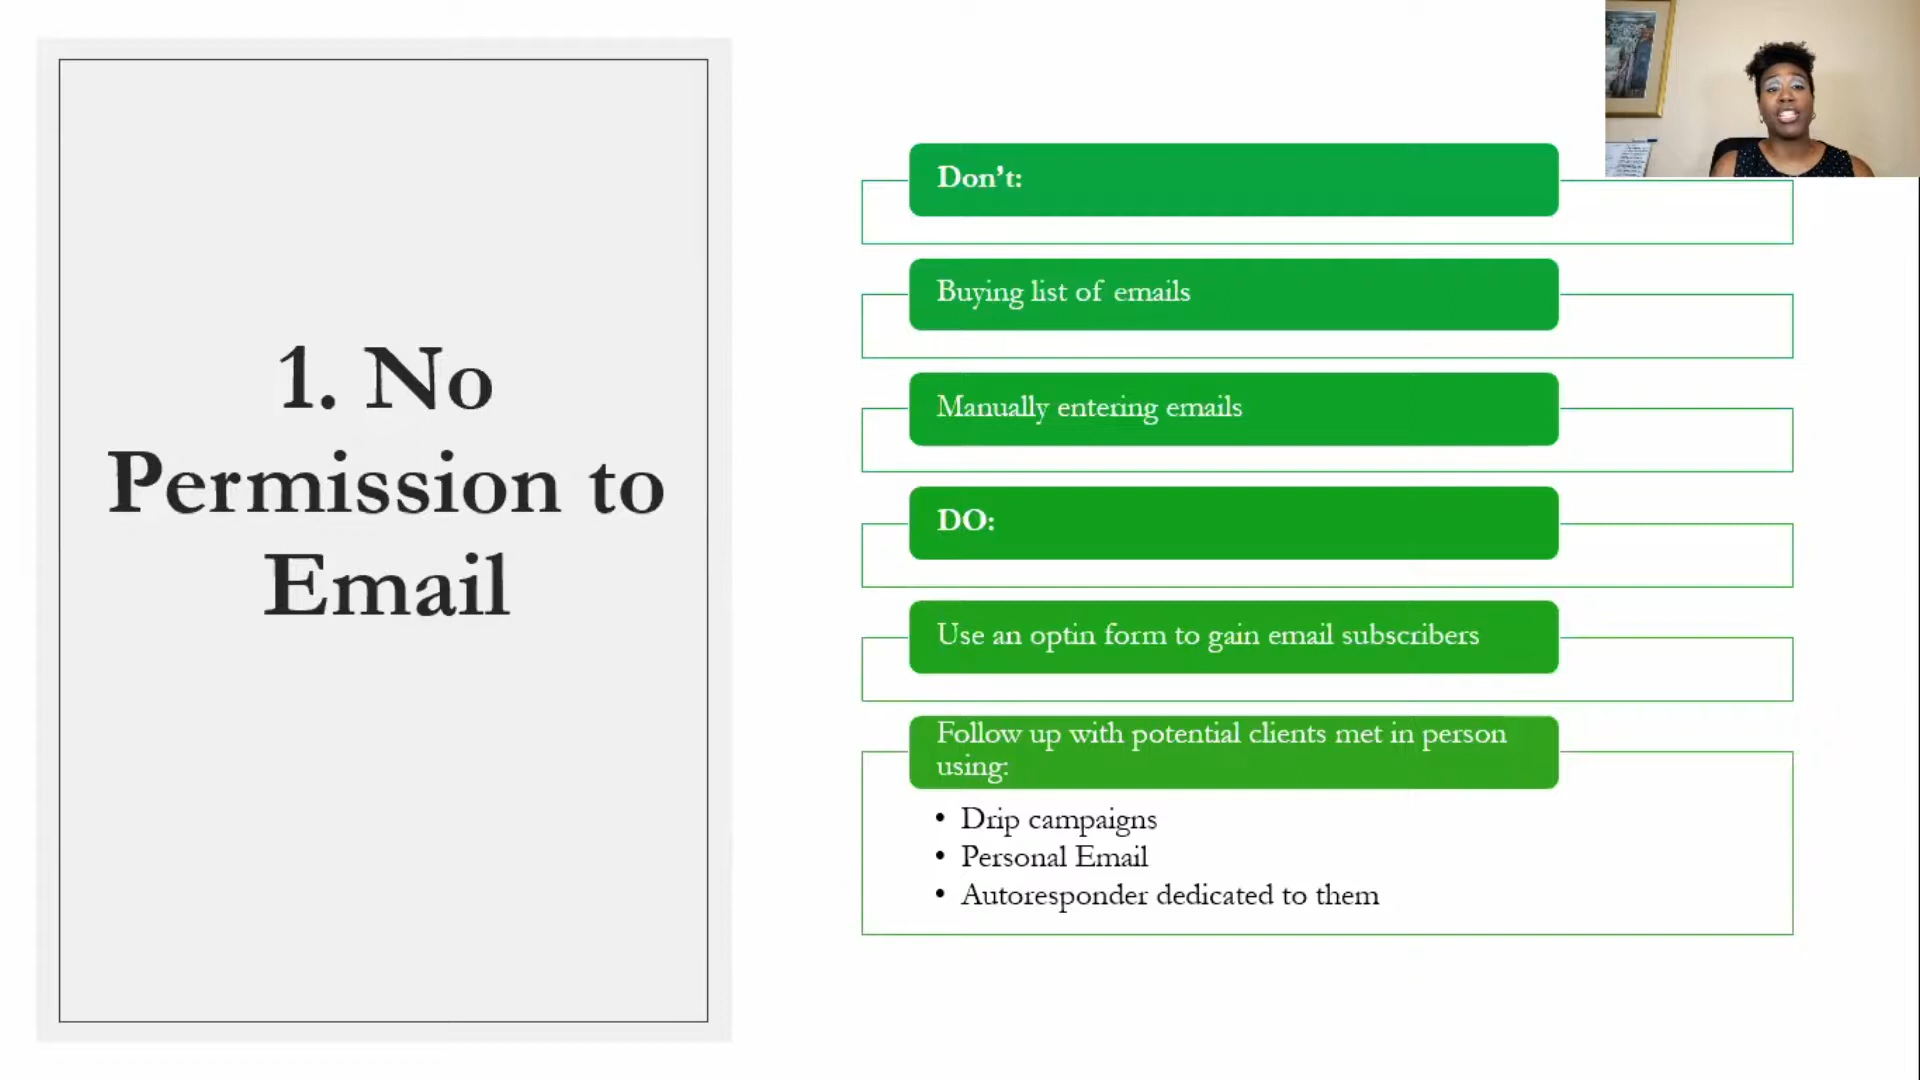 1. No
Permission to
Email
Don't:
Buying list of emails
Manually entering emails
DO:
Use an optin form to gain email subscribers
Follow up with potential clients met in person
using:
• Drip campaigns
• Personal Email
• Autoresponder dedicated to them